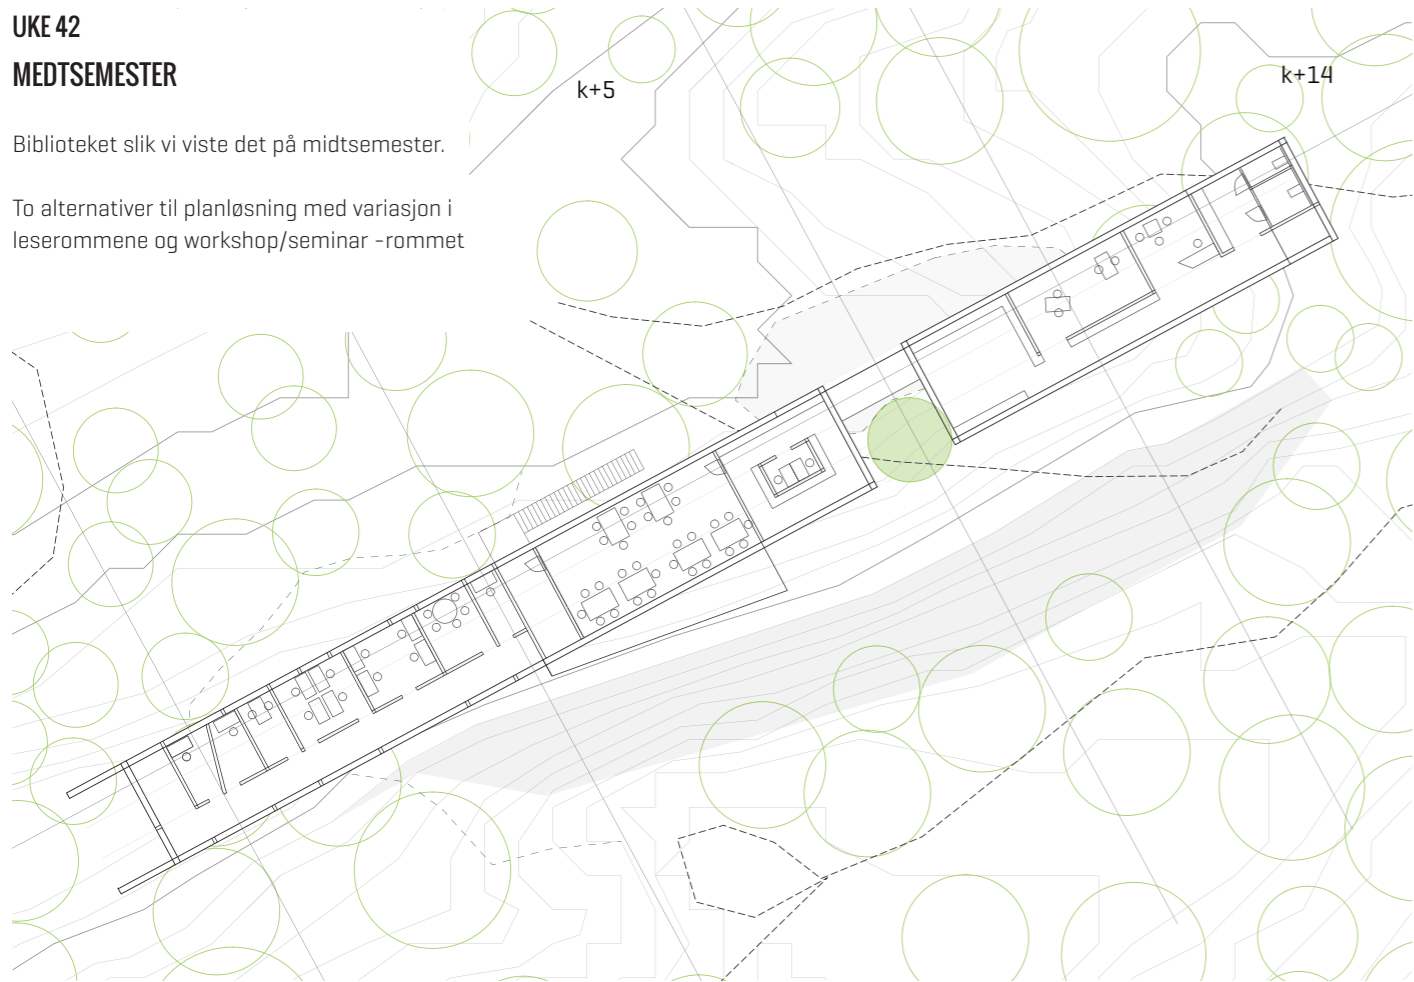 UKE 42
MEDTSEMESTER
Biblioteket slik vi viste det på midtsemester.
To alternativer til planløsning med variasjon i
leserommene og workshop/seminar -rommet
k+5
k+14